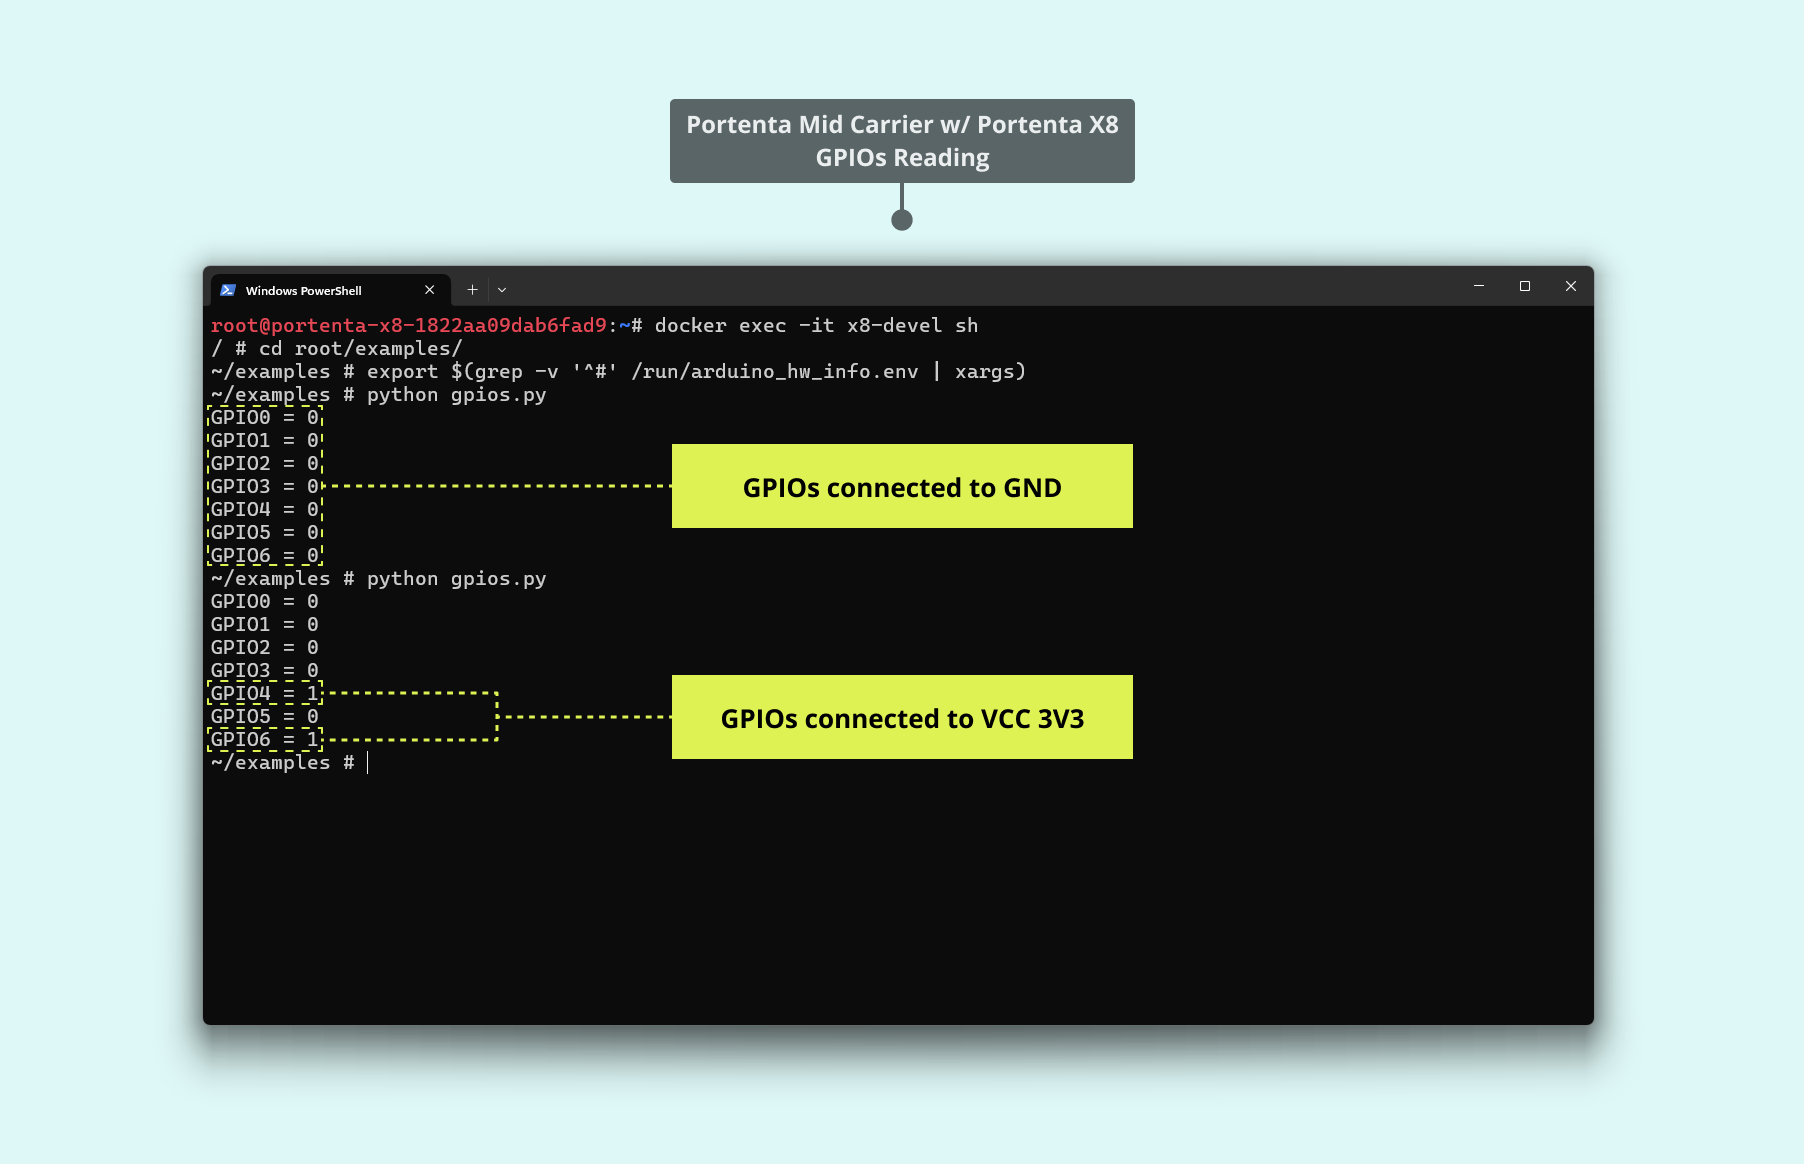 Portenta Mid Carrier w/ Portenta X8
GPIOs Reading
Windows PowerShell
root@portenta-x8-1822aa09dab6fad9:~# docker exec -it x8-devel sh
/ # cd root/examples/
~/examples # export $(grep -v '^#' /run/arduino_hw_info.env | xargs)
~/examples # python gpios.py
GPIO0 = 0
GPIO1 = 0
GPIO2 = 0
GPIO3 = 0
GPIOs connected to GND
GPIO4 = 0
GPIO5 = 0
GPIO6 = 0
~/examples # python gpios.py
GPIO0 = 0
GPIO1 = 0
GPIO2 = 0
GPIO3 = 0
GPIO4 = 1
GPIO5 = 0
GPIOs connected to VCC 3V3
GPIO6 = 1
~/examples #